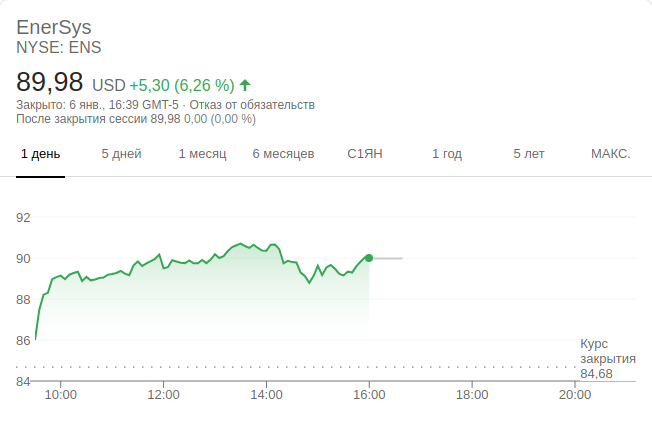 EnerSys
NYSE: ENS
89,98 USD +5,30 (6,26 %)
Закрыто: 6 янв., 16:39 GMT-5 · Отказ от обязательств
После закрытия сессии 89,98 0,00 (0,00 %)
1 день 5 дней 1 месяц 6 месяцев С1ЯН 1 год 5 лет МАКС.
92
90
88
86
Курс
закрытия
84,68
84
10:00 12:00 14:00 16:00 18:00 20:00